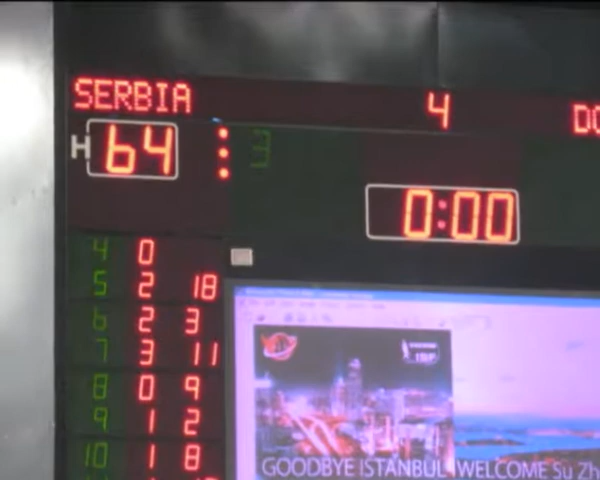 SERBIA 4 DO
H 64 3
0:00
4 0
5 2 18
6 2 3
7 3 11
8 0 9
9 1 2
10 1 8
GOODBYE ISTANBUL WELCOME Su Zh